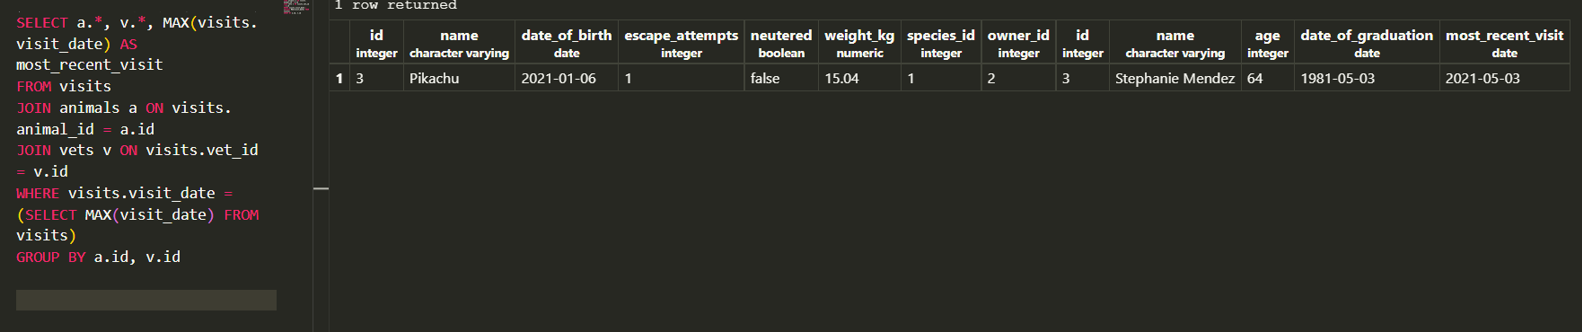 SELECT a.*, v.*, MAX(visits.
visit_date) AS
most_recent_visit
FROM visits
JOIN animals a ON visits.
animal_id = a.id
JOIN vets v ON visits.vet_id
= v.id
WHERE visits.visit_date =
(SELECT MAX(visit_date) FROM
visits)
GROUP BY a.id, v.id
1 row returned
id name date_of_birth escape_attempts neutered weight_kg species_id owner_id id name age date_of_graduation most_recent_visit
integer character varying date integer boolean numeric integer integer integer character varying integer date date
1 3 Pikachu 2021-01-06 1 false 15.04 1 2 3 Stephanie Mendez 64 1981-05-03 2021-05-03